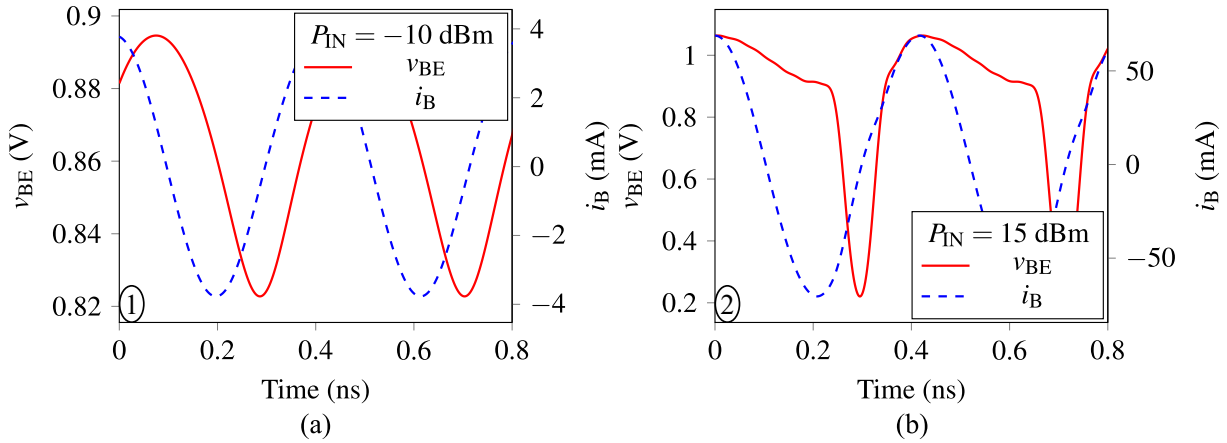 0.9
0.88
0.86
0.84
0.82
v_BE (V)
P_IN = −10 dBm
v_BE
i_B
4
2
0
−2
−4
i_B (mA)
1
0 0.2 0.4 0.6 0.8
Time (ns)
(a)
1
0.8
0.6
0.4
0.2
v_BE (V)
50
0
−50
i_B (mA)
P_IN = 15 dBm
v_BE
i_B
2
0 0.2 0.4 0.6 0.8
Time (ns)
(b)